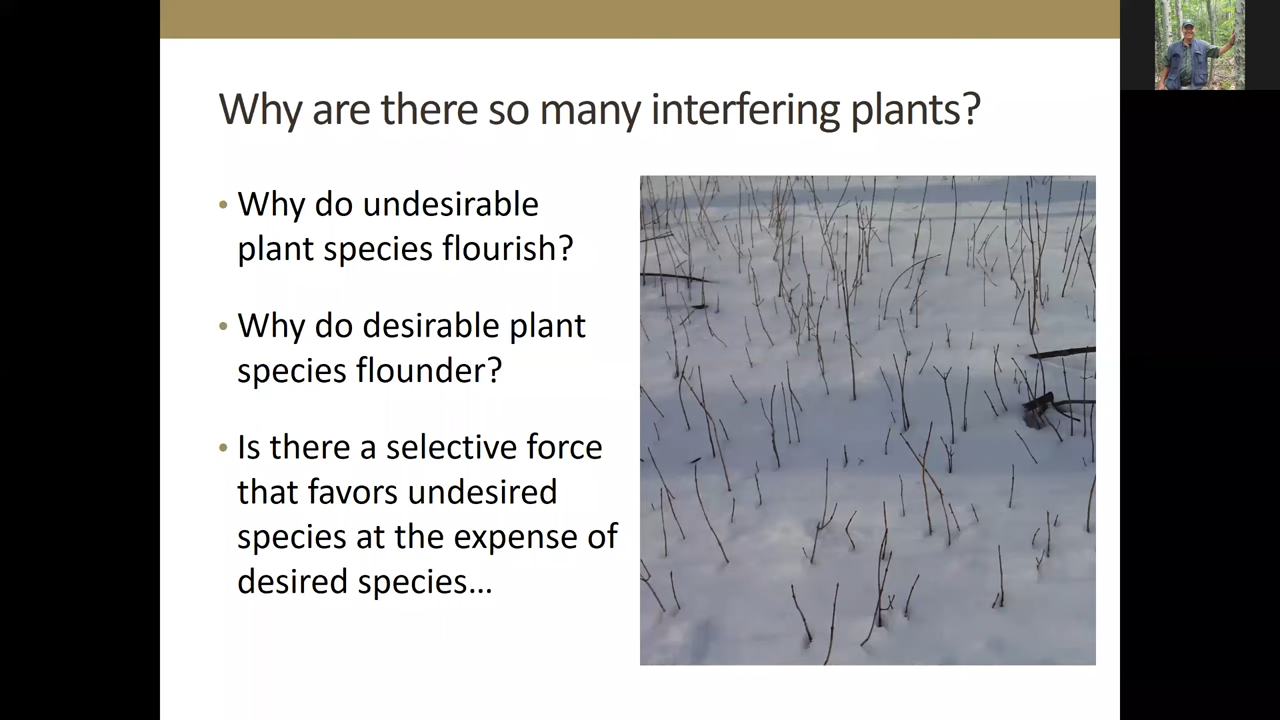 Why are there so many interfering plants?
• Why do undesirable
plant species flourish?
• Why do desirable plant
species flounder?
• Is there a selective force
that favors undesired
species at the expense of
desired species…